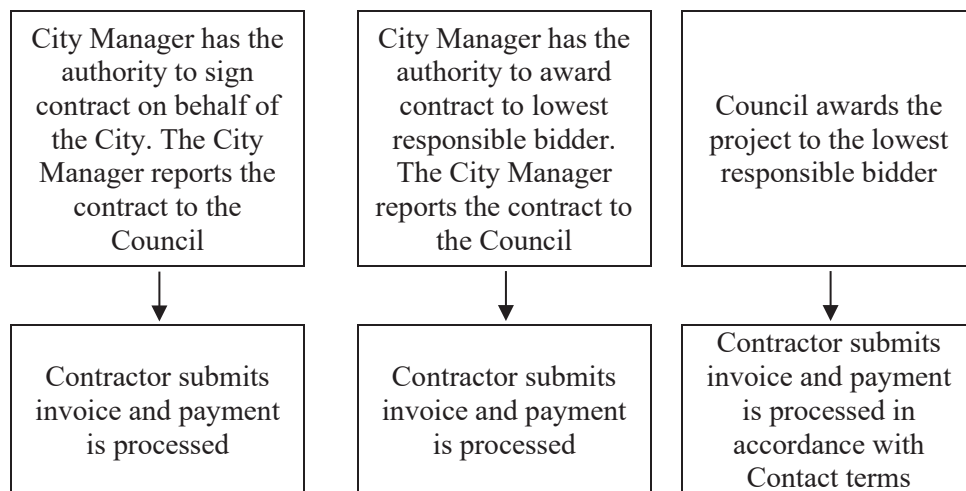 City Manager has the
authority to sign
contract on behalf of
the City. The City
Manager reports the
contract to the
Council
City Manager has the
authority to award
contract to lowest
responsible bidder.
The City Manager
reports the contract to
the Council
Council awards the
project to the lowest
responsible bidder
Contractor submits
invoice and payment
is processed
Contractor submits
invoice and payment
is processed
Contractor submits
invoice and payment
is processed in
accordance with
Contact terms